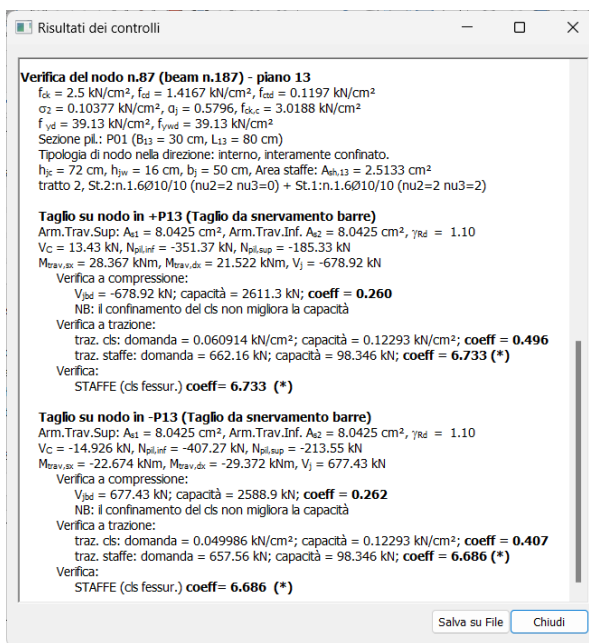 Risultati dei controlli
Verifica del nodo n.87 (beam n.187) - piano 13
fck = 2.5 kN/cm², fcd = 1.4167 kN/cm², fctd = 0.1197 kN/cm²
σ2 = 0.10377 kN/cm², αj = 0.5796, fck,c = 3.0188 kN/cm²
f yd = 39.13 kN/cm², fywd = 39.13 kN/cm²
Sezione pil.: P01 (B13 = 30 cm, L13 = 80 cm)
Tipologia di nodo nella direzione: interno, interamente confinato.
hjc = 72 cm, hjw = 16 cm, bj = 50 cm, Area staffe: Ash,13 = 2.5133 cm²
tratto 2, St.2:n.1.6Ø10/10 (nu2=2 nu3=0) + St.1:n.1.6Ø10/10 (nu2=2 nu3=2)
Taglio su nodo in +P13 (Taglio da snervamento barre)
Arm.Trav.Sup: As1 = 8.0425 cm², Arm.Trav.Inf. As2 = 8.0425 cm², γRd = 1.10
VC = 13.43 kN, Npil,inf = -351.37 kN, Npil,sup = -185.33 kN
Mtrav,sx = 28.367 kNm, Mtrav,dx = 21.522 kNm, Vj = -678.92 kN
Verifica a compressione:
Vjbd = -678.92 kN; capacità = 2611.3 kN; coeff = 0.260
NB: il confinamento del cls non migliora la capacità
Verifica a trazione:
traz. cls: domanda = 0.060914 kN/cm²; capacità = 0.12293 kN/cm²; coeff = 0.496
traz. staffe: domanda = 662.16 kN; capacità = 98.346 kN; coeff = 6.733 (*)
Verifica:
STAFFE (cls fessur.) coeff= 6.733 (*)
Taglio su nodo in -P13 (Taglio da snervamento barre)
Arm.Trav.Sup: As1 = 8.0425 cm², Arm.Trav.Inf. As2 = 8.0425 cm², γRd = 1.10
VC = -14.926 kN, Npil,inf = -407.27 kN, Npil,sup = -213.55 kN
Mtrav,sx = -22.674 kNm, Mtrav,dx = -29.372 kNm, Vj = 677.43 kN
Verifica a compressione:
Vjbd = 677.43 kN; capacità = 2588.9 kN; coeff = 0.262
NB: il confinamento del cls non migliora la capacità
Verifica a trazione:
traz. cls: domanda = 0.049986 kN/cm²; capacità = 0.12293 kN/cm²; coeff = 0.407
traz. staffe: domanda = 657.56 kN; capacità = 98.346 kN; coeff = 6.686 (*)
Verifica:
STAFFE (cls fessur.) coeff= 6.686 (*)
Salva su File
Chiudi